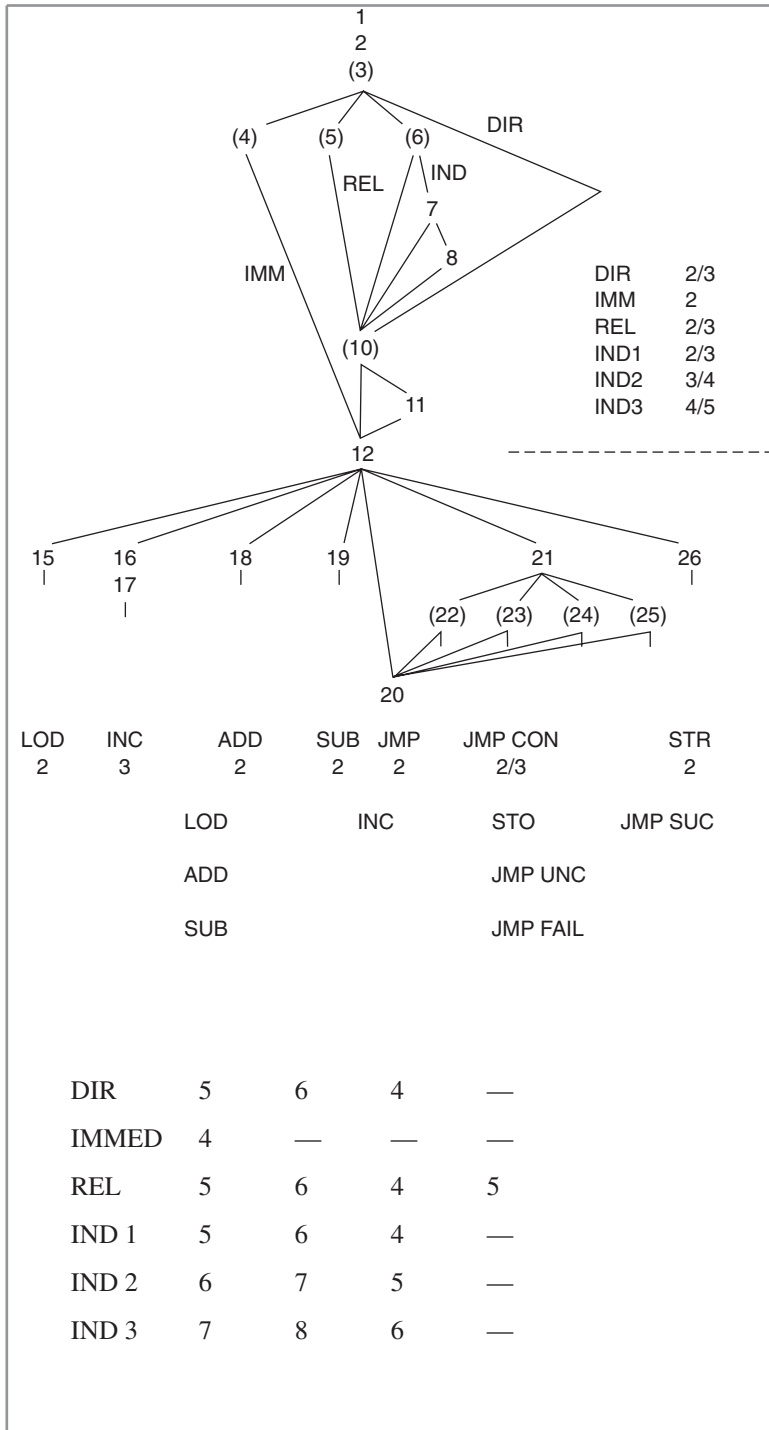 1
2
(3)
DIR
(4) (5) (6)
REL IND
7
8
IMM
DIR 2/3
IMM 2
REL 2/3
IND1 2/3
IND2 3/4
IND3 4/5
(10)
11
12
15 16 18 19 21 26
17
(22) (23) (24) (25)
20
LOD INC ADD SUB JMP JMP CON STR
2 3 2 2 2 2/3 2
LOD INC STO JMP SUC
ADD JMP UNC
SUB JMP FAIL
DIR 5 6 4 —
IMMED 4 — — —
REL 5 6 4 5
IND 1 5 6 4 —
IND 2 6 7 5 —
IND 3 7 8 6 —